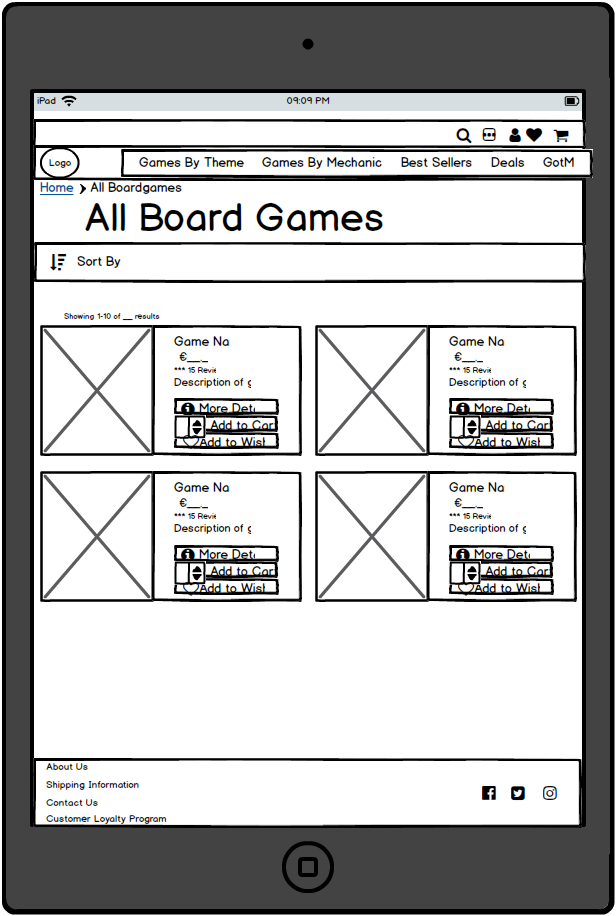 iPad 09:09 PM
Logo Games By Theme Games By Mechanic Best Sellers Deals GotM
Home All Boardgames
All Board Games
Sort By
Showing 1-10 of __ results
Game Na
€__._
*** 15 Revi
Description of g
More Det
Add to Car
Add to Wish
Game Na
€__._
*** 15 Revi
Description of g
More Det
Add to Car
Add to Wish
Game Na
€__._
*** 15 Revi
Description of g
More Det
Add to Car
Add to Wish
Game Na
€__._
*** 15 Revi
Description of g
More Det
Add to Car
Add to Wish
About Us
Shipping Information
Contact Us
Customer Loyalty Program